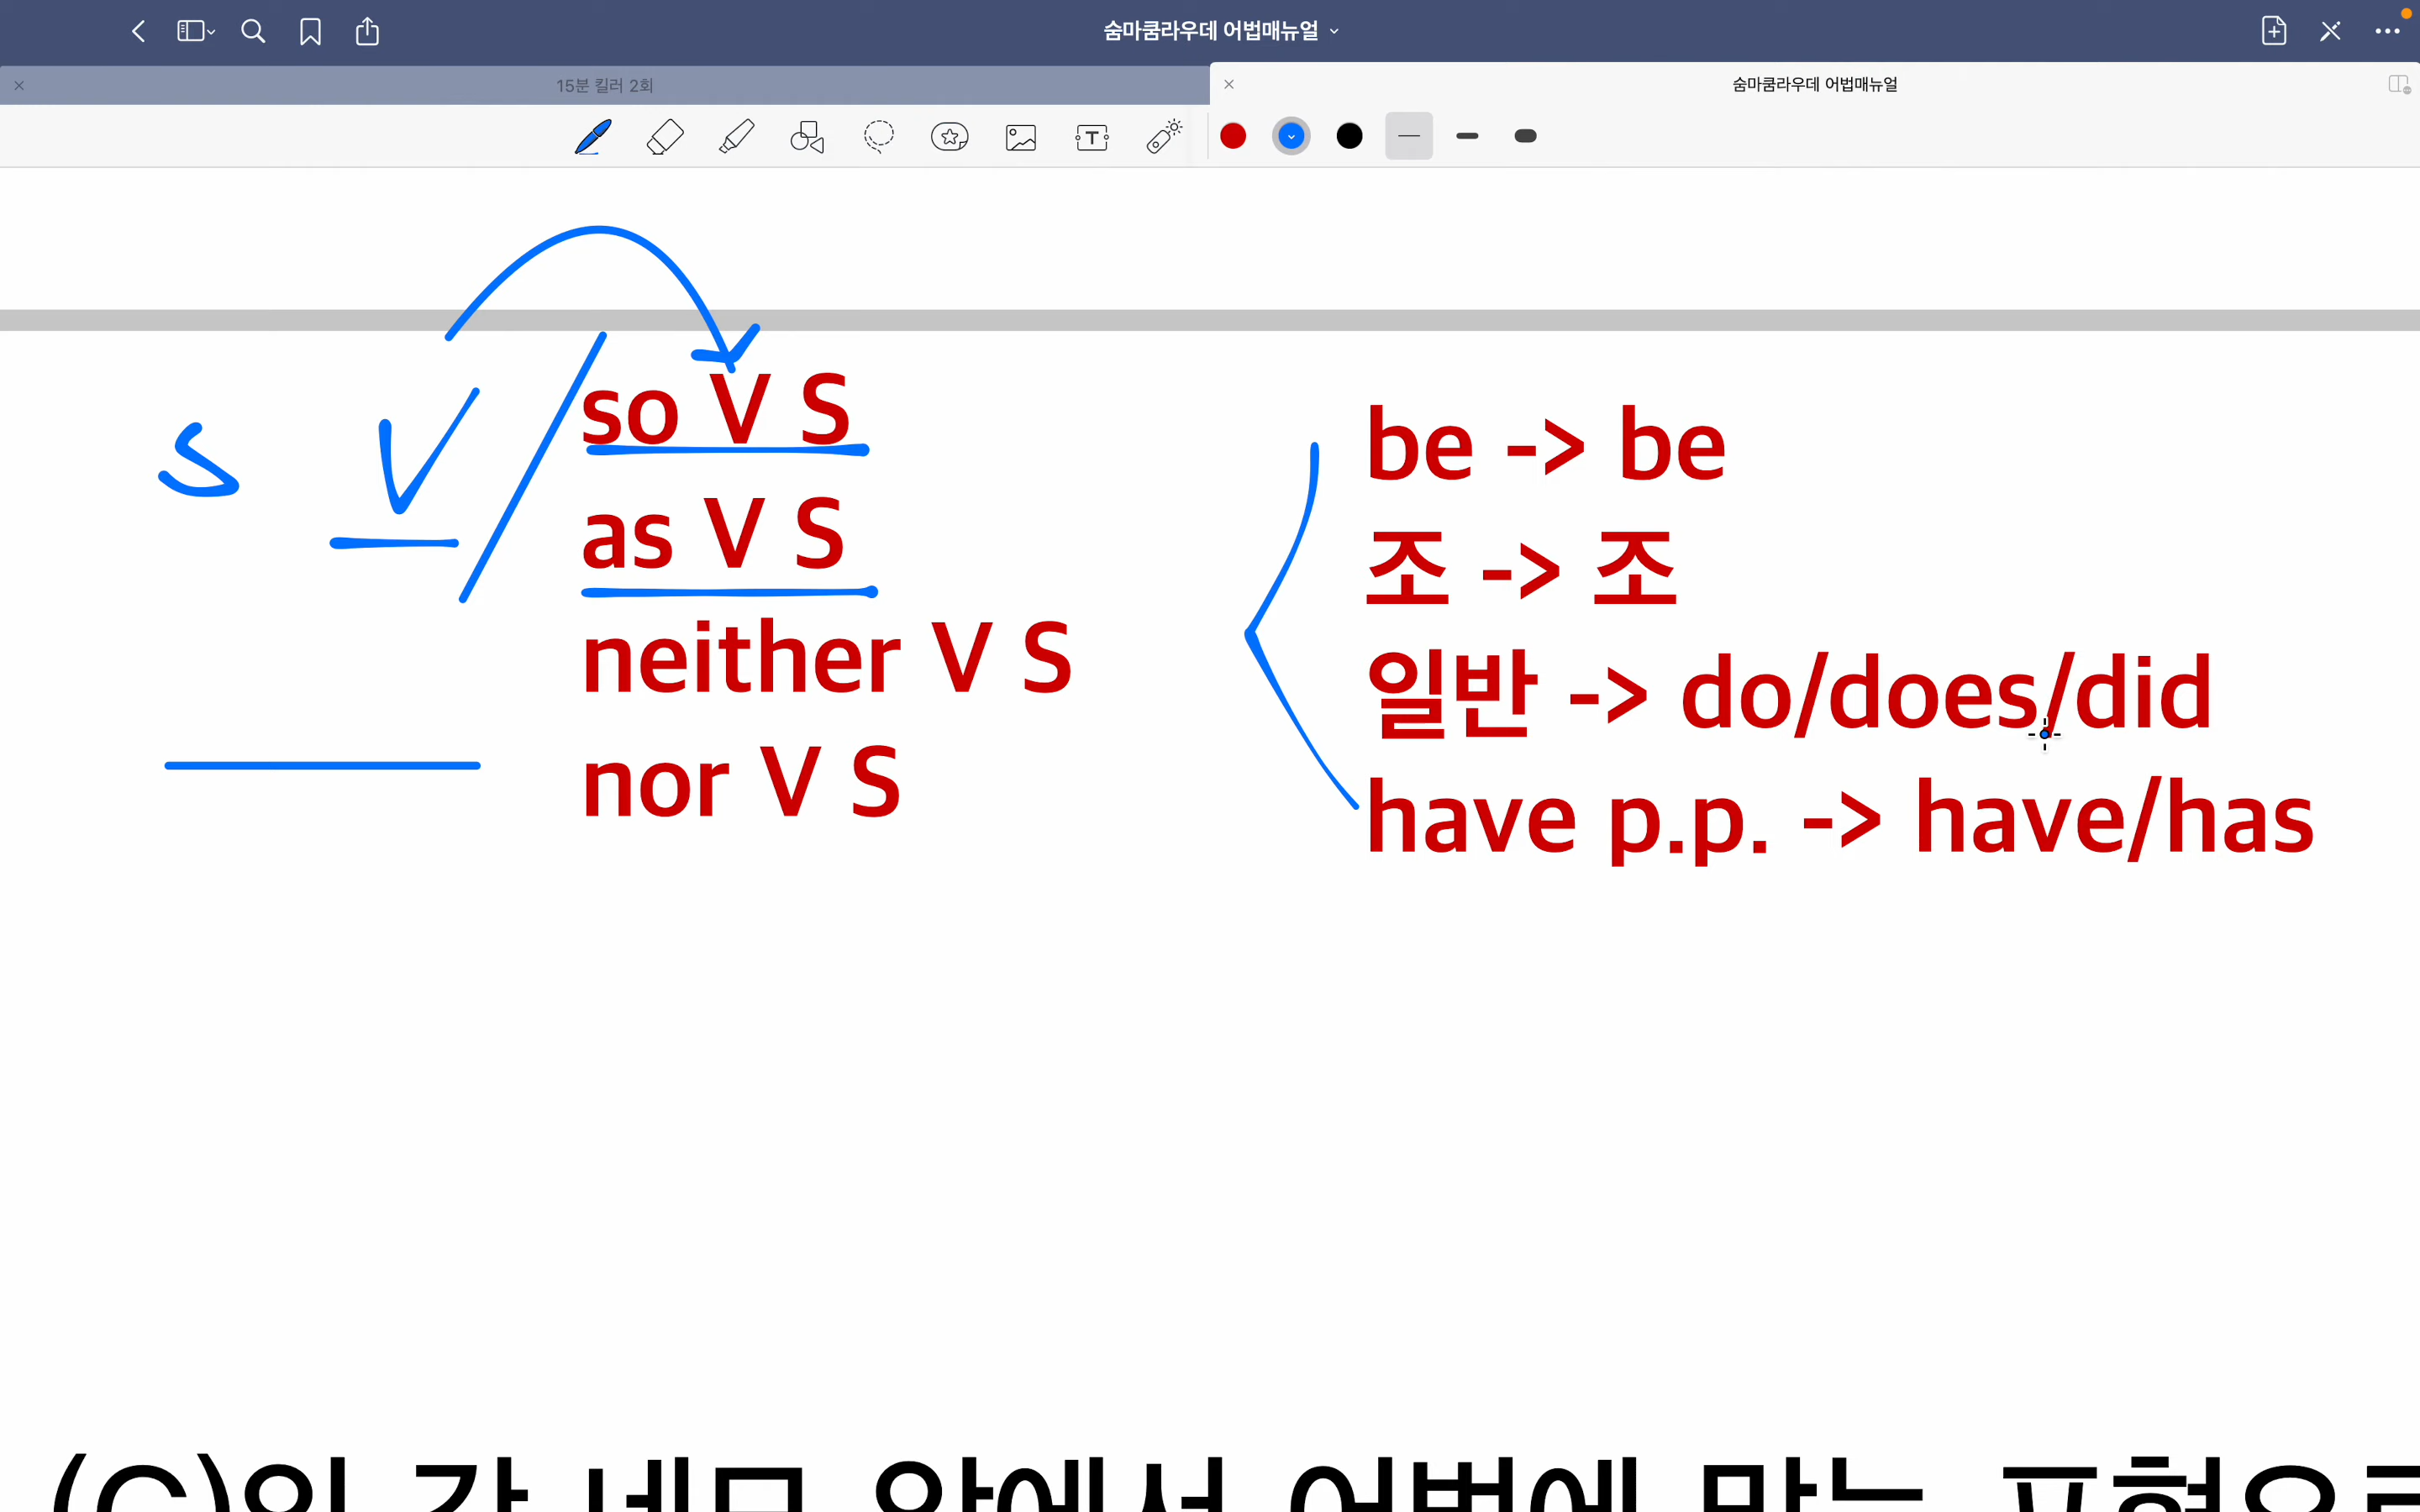 숨마쿰라우데 어법매뉴얼
15분 킬러 2회
숨마쿰라우데 어법매뉴얼
S V
so V S
as V S
neither V S
nor V S
be -> be
조 -> 조
일반 -> do/does/did
have p.p. -> have/has